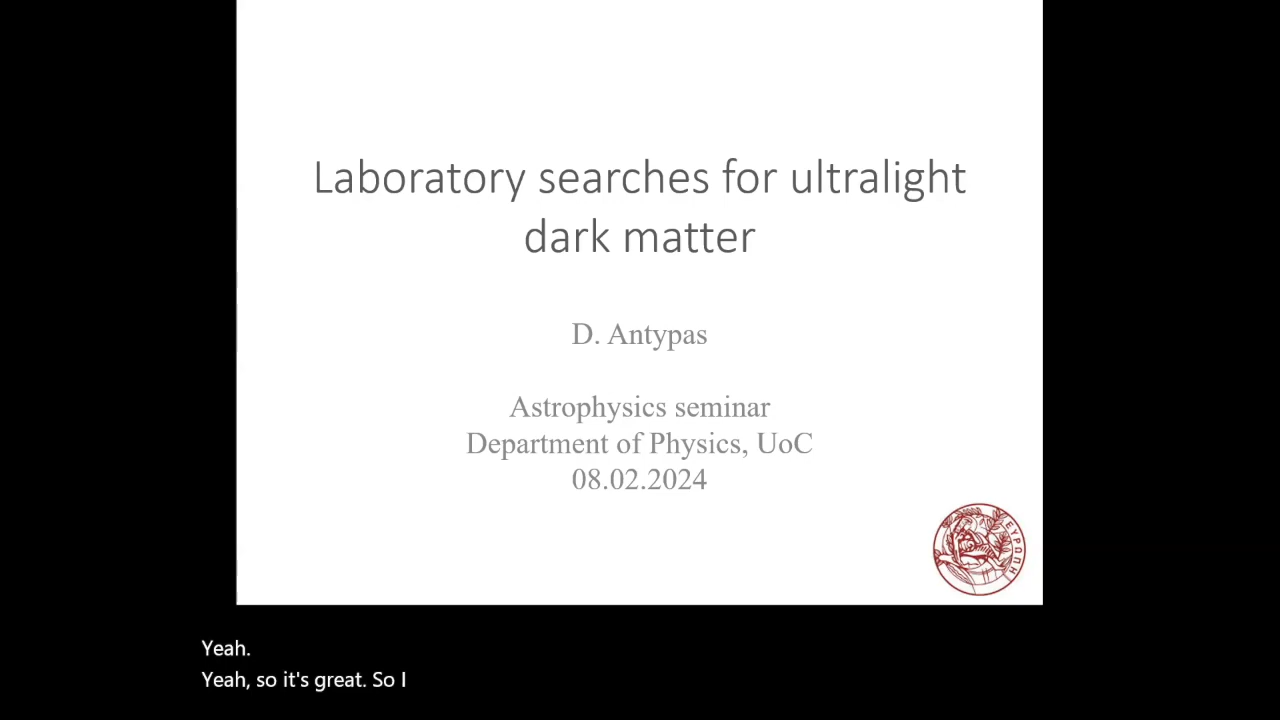 Laboratory searches for ultralight
dark matter
D. Antypas
Astrophysics seminar
Department of Physics, UoC
08.02.2024
ΕΥΡΩΠΗ
Yeah.
Yeah, so it's great. So I